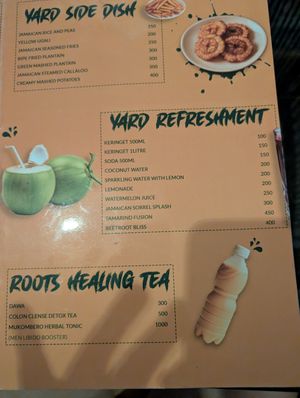 YARD SIDE DISH
JAMAICAN RICE AND PEAS
YELLOW UGALI 200
JAMAICAN SEASONED FRIES
RIPE FRIED PLANTAIN 300
GREEN MASHED PLANTAIN 300
JAMAICAN STEAMED CALLALOO 300
CREAMY MASHED POTATOES 400
YARD REFRESHMENT
KERINGET 500ML 100
KERINGET 1LITRE 150
SODA 500ML 150
COCONUT WATER 200
SPARKLING WATER WITH LEMON 200
LEMONADE 200
WATERMELON JUICE 250
JAMAICAN SORREL SPLASH 300
TAMARIND FUSION 450
BEETROOT BLISS 400
ROOTS HEALING TEA
DAWA 300
COLON CLENSE DETOX TEA 500
MUKOMBERO HERBAL TONIC 1000
(MEN LIBIDO BOOSTER)